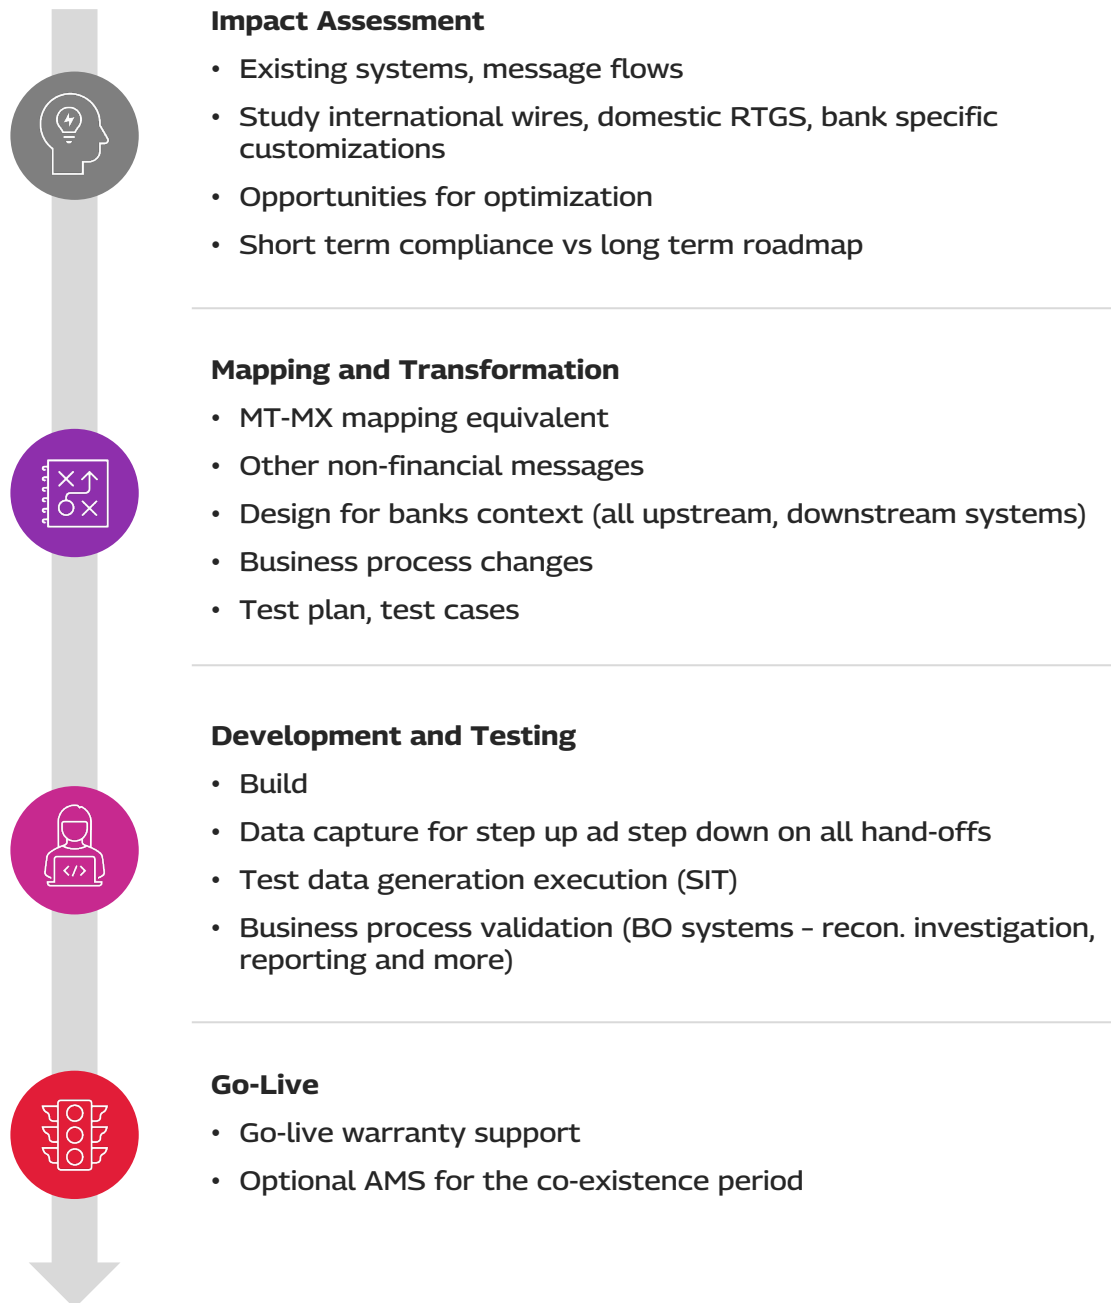 Impact Assessment
• Existing systems, message flows
• Study international wires, domestic RTGS, bank specific
customizations
• Opportunities for optimization
• Short term compliance vs long term roadmap
Mapping and Transformation
• MT-MX mapping equivalent
• Other non-financial messages
• Design for banks context (all upstream, downstream systems)
• Business process changes
• Test plan, test cases
Development and Testing
• Build
• Data capture for step up ad step down on all hand-offs
• Test data generation execution (SIT)
• Business process validation (BO systems – recon. investigation,
reporting and more)
Go-Live
• Go-live warranty support
• Optional AMS for the co-existence period